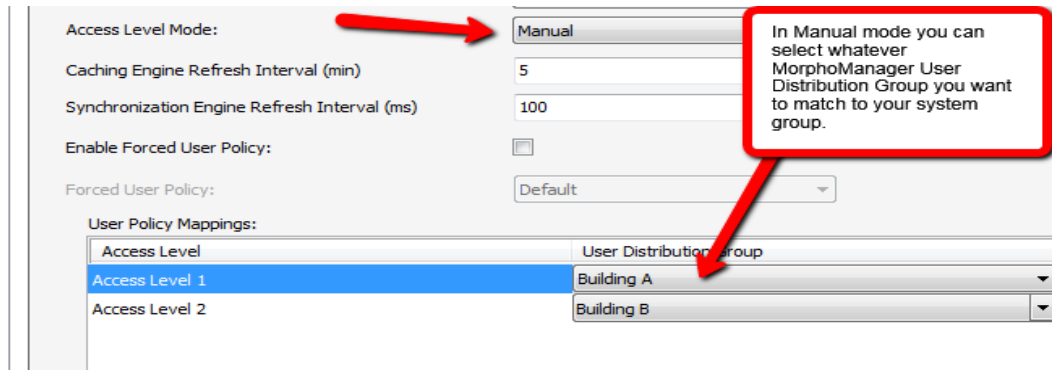 Access Level Mode:
Manual
In Manual mode you can
select whatever
MorphoManager User
Distribution Group you want
to match to your system
group.
Caching Engine Refresh Interval (min)
5
Synchronization Engine Refresh Interval (ms)
100
Enable Forced User Policy:
Forced User Policy:
Default
User Policy Mappings:
Access Level
User Distribution Group
Access Level 1
Building A
Access Level 2
Building B